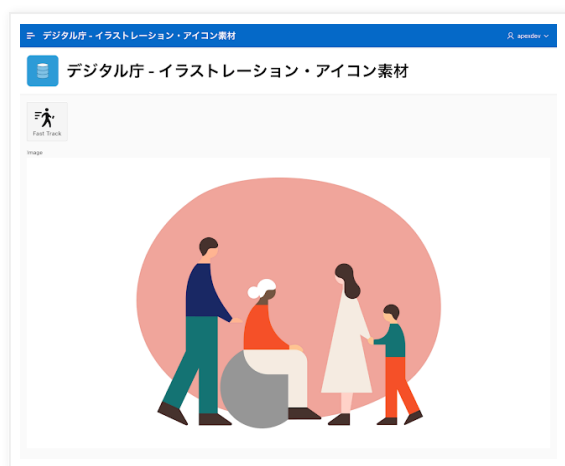 デジタル庁 - イラストレーション・アイコン素材
apexdev
デジタル庁 - イラストレーション・アイコン素材
Fast Track
Image